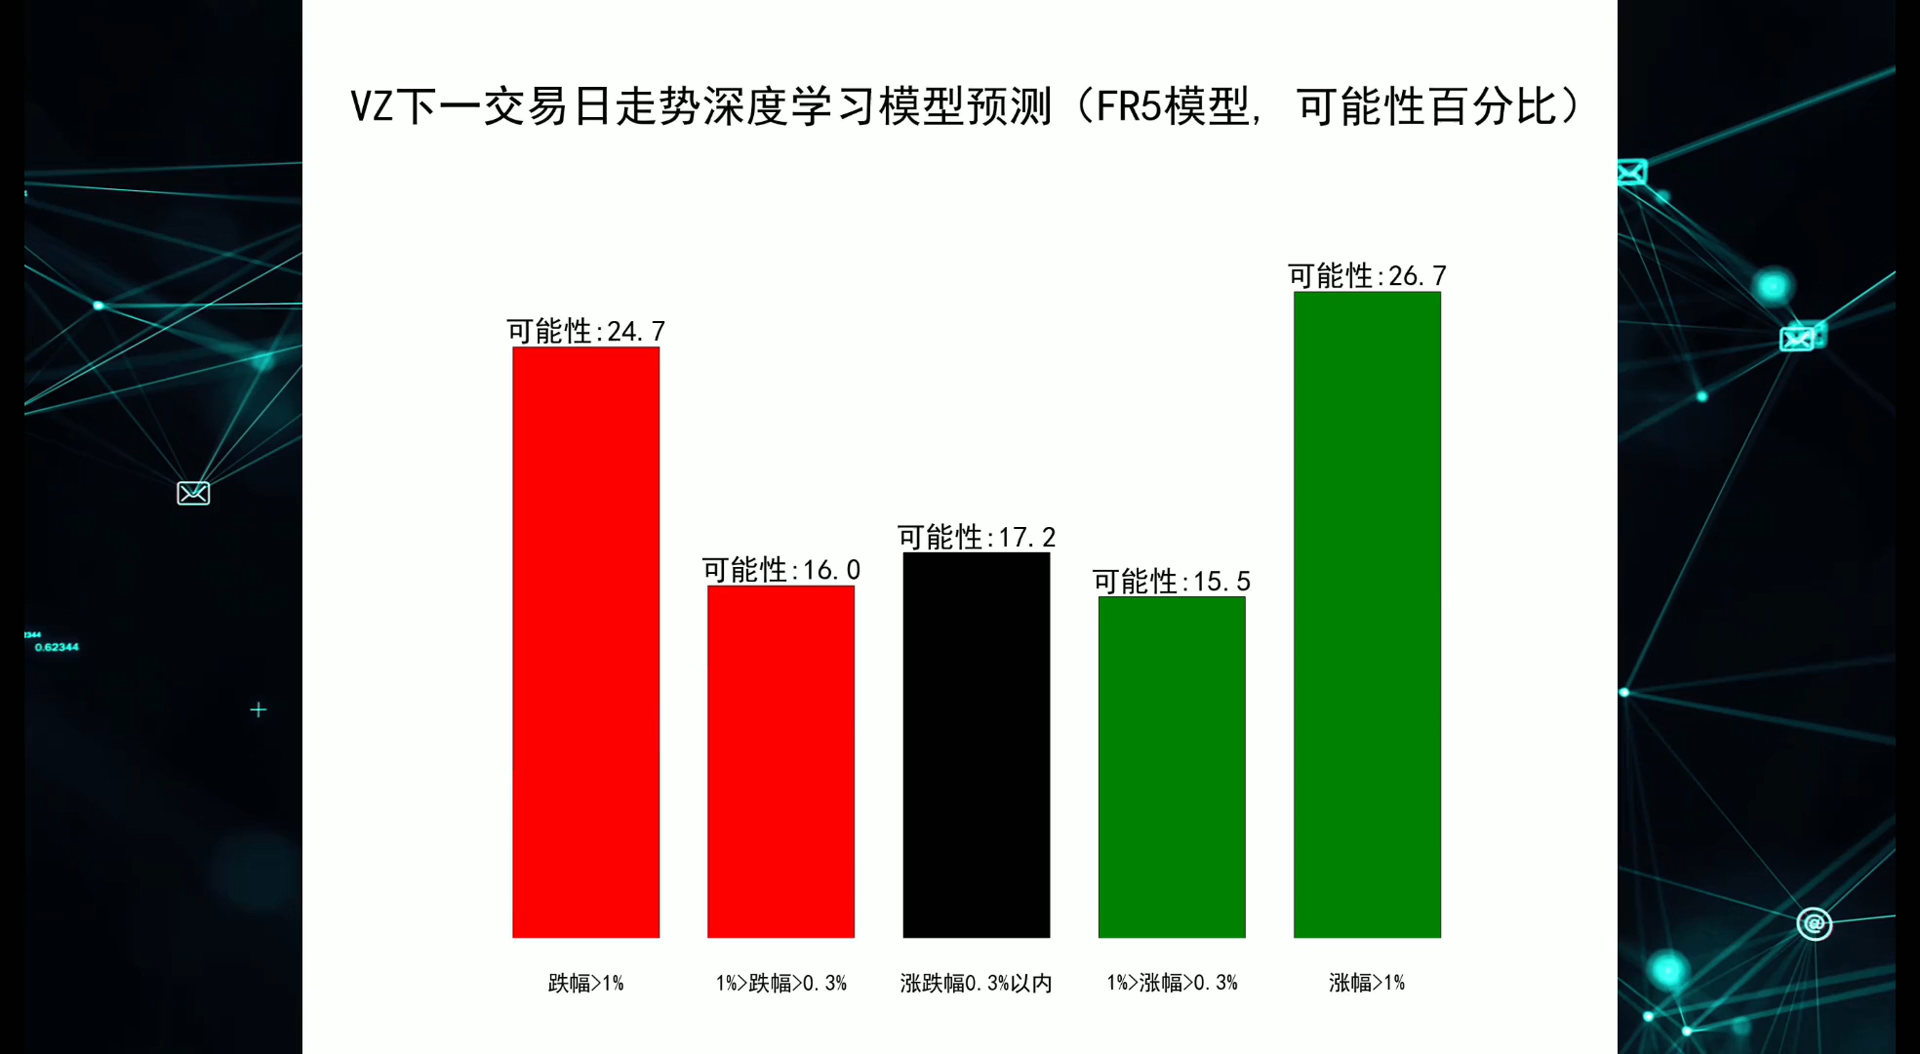 VZ下一交易日走势深度学习模型预测（FR5模型, 可能性百分比）
可能性:26.7
可能性:24.7
可能性:17.2
可能性:16.0
可能性:15.5
2344
0.62344
跌幅>1%
1%>跌幅>0.3%
涨跌幅0.3%以内
1%>涨幅>0.3%
涨幅>1%